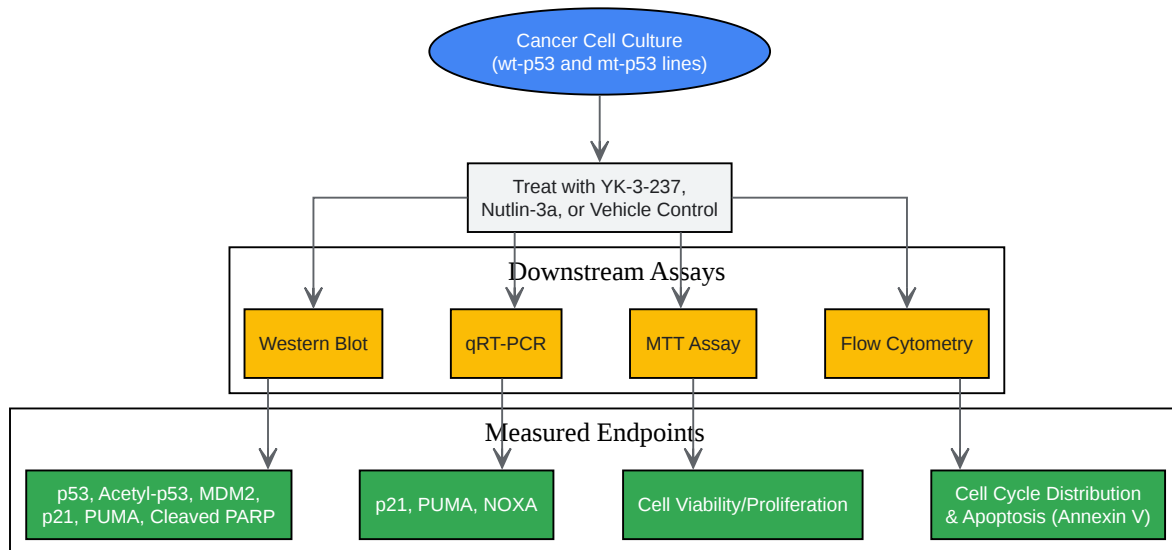 Cancer Cell Culture
(wt-p53 and mt-p53 lines)
Treat with YK-3-237,
Nutlin-3a, or Vehicle Control
Downstream Assays
Western Blot
qRT-PCR
MTT Assay
Flow Cytometry
Measured Endpoints
p53, Acetyl-p53, MDM2,
p21, PUMA, Cleaved PARP
p21, PUMA, NOXA
Cell Viability/Proliferation
Cell Cycle Distribution
& Apoptosis (Annexin V)